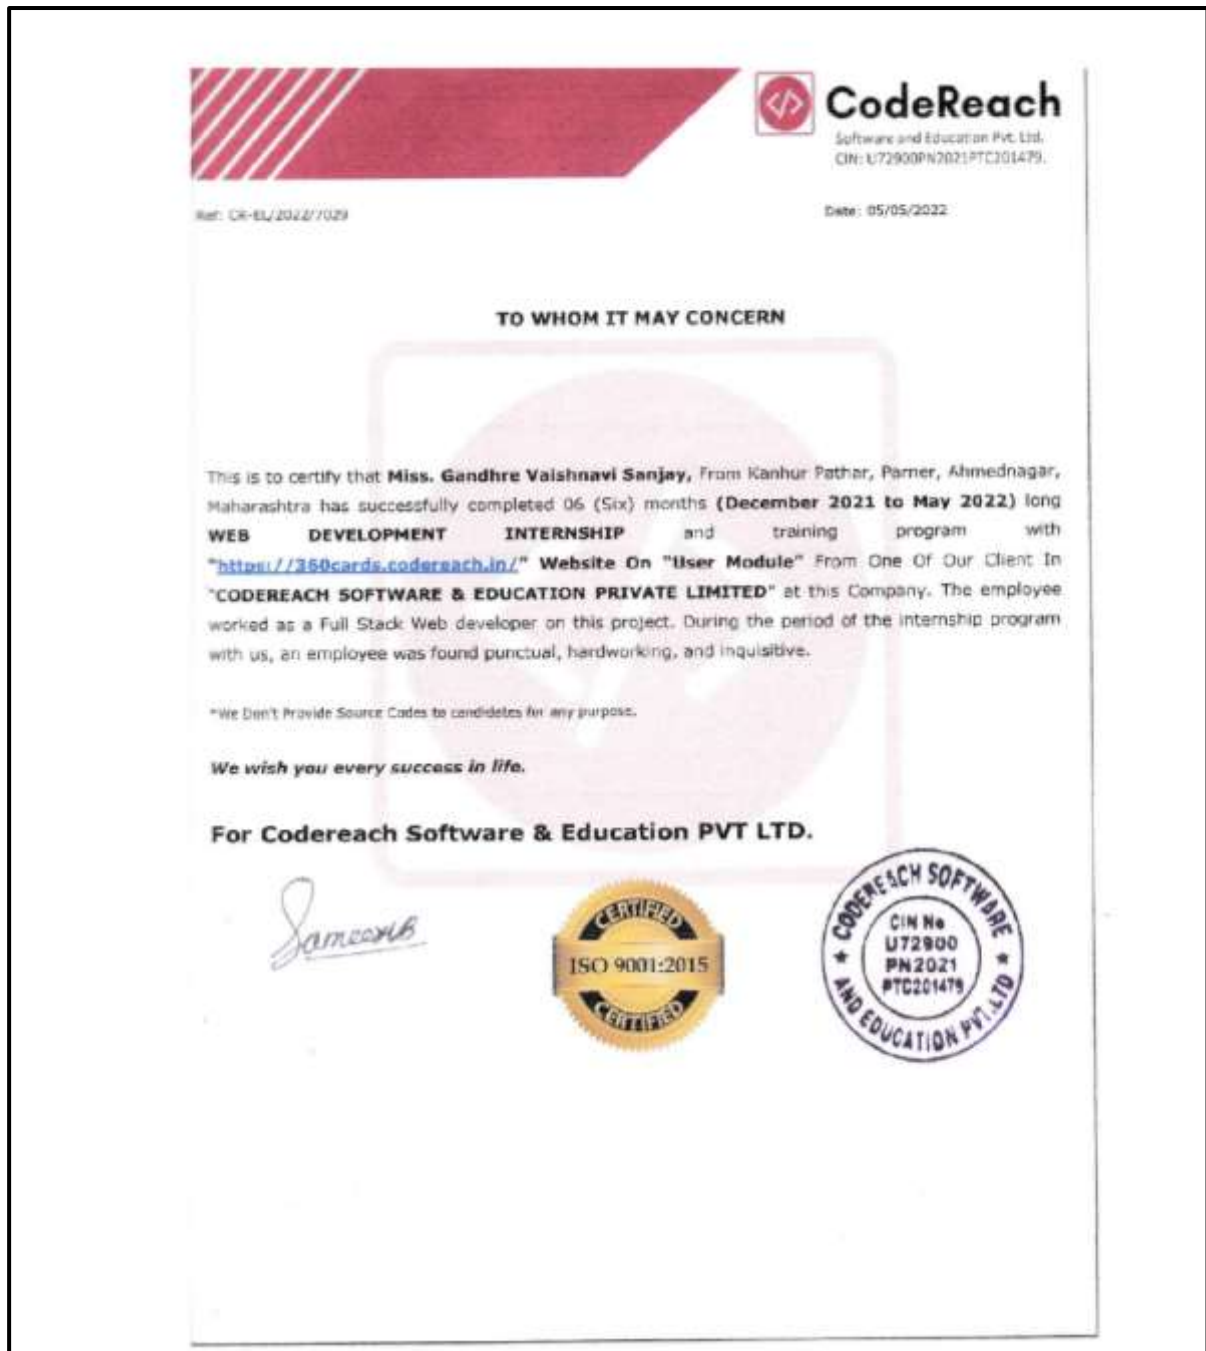 CodeReach
Software and Education Pvt. Ltd.
CIN: U72900PN2021PTC201479.
Ref: CR-EL/2022/7029
Date: 05/05/2022
TO WHOM IT MAY CONCERN
This is to certify that Miss. Gandhre Vaishnavi Sanjay, From Kanhur Pathar, Parner, Ahmednagar,
Maharashtra has successfully completed 06 (Six) months (December 2021 to May 2022) long
WEB DEVELOPMENT INTERNSHIP and training program with
"https://360cards.codereach.in/" Website On "User Module" From One Of Our Client In
"CODEREACH SOFTWARE & EDUCATION PRIVATE LIMITED" at this Company. The employee
worked as a Full Stack Web developer on this project. During the period of the internship program
with us, an employee was found punctual, hardworking, and inquisitive.
*We Don't Provide Source Codes to candidates for any purpose.
We wish you every success in life.
For Codereach Software & Education PVT LTD.
SameerB
CERTIFIED
ISO 9001:2015
CERTIFIED
CODEREACH SOFTWARE
CIN No
U72900
PN2021
PTC201479
AND EDUCATION PVT.LTD